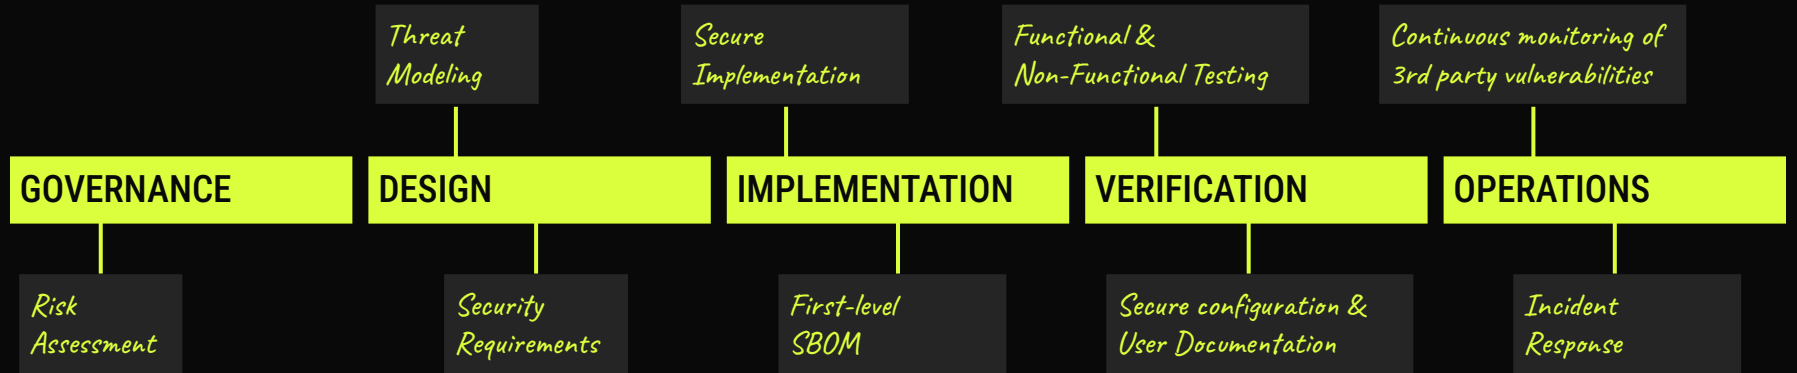 Threat
Modeling
Secure
Implementation
Functional &
Non-Functional Testing
Continuous monitoring of
3rd party vulnerabilities
GOVERNANCE
DESIGN
IMPLEMENTATION
VERIFICATION
OPERATIONS
Risk
Assessment
Security
Requirements
First-level
SBOM
Secure configuration &
User Documentation
Incident
Response